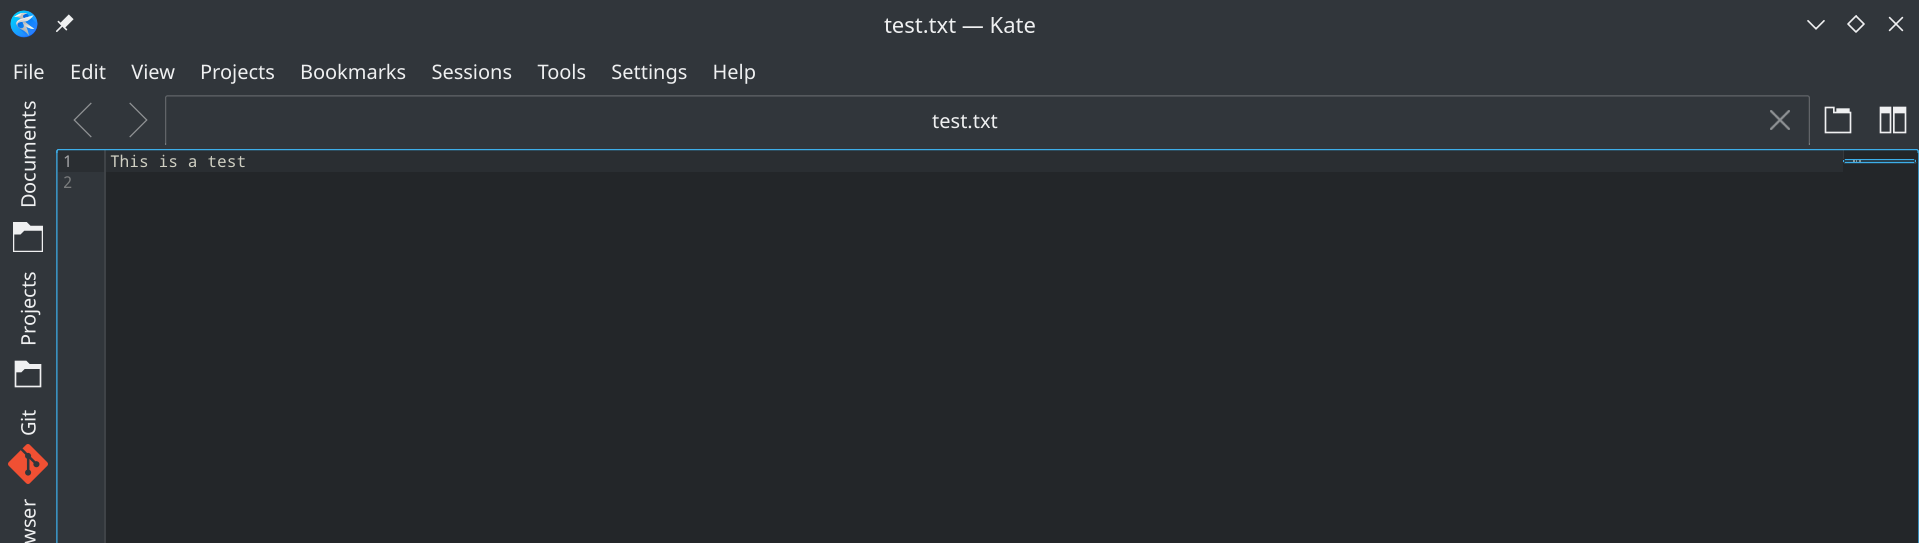 test.txt — Kate
File Edit View Projects Bookmarks Sessions Tools Settings Help
test.txt
Documents
Projects
Git
1 This is a test
2